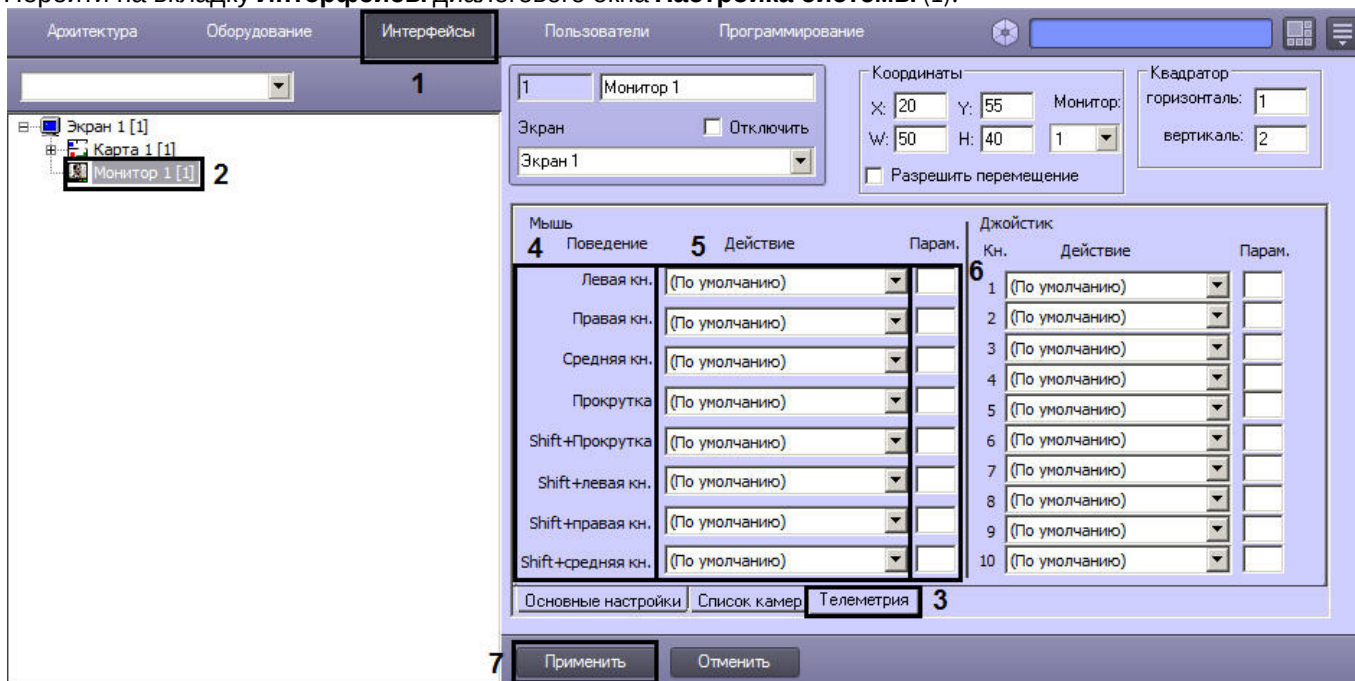 Перейти на вкладку Интерфейсы диалогового окна Настройка системы (1).
Архитектура Оборудование Интерфейсы Пользователи Программирование
1
Экран 1 [1]
Карта 1 [1]
Монитор 1 [1] 2
1 Монитор 1
Экран Отключить
Экран 1
Координаты
X: 20 Y: 55 Монитор:
W: 50 H: 40 1
Разрешить перемещение
Квадратор
горизонталь: 1
вертикаль: 2
Мышь
4 Поведение 5 Действие Парам.
Левая кн. (По умолчанию)
Правая кн. (По умолчанию)
Средняя кн. (По умолчанию)
Прокрутка (По умолчанию)
Shift+Прокрутка (По умолчанию)
Shift+левая кн. (По умолчанию)
Shift+правая кн. (По умолчанию)
Shift+средняя кн. (По умолчанию)
Джойстик
Кн. Действие Парам.
6
1 (По умолчанию)
2 (По умолчанию)
3 (По умолчанию)
4 (По умолчанию)
5 (По умолчанию)
6 (По умолчанию)
7 (По умолчанию)
8 (По умолчанию)
9 (По умолчанию)
10 (По умолчанию)
Основные настройки Список камер Телеметрия 3
7 Применить Отменить